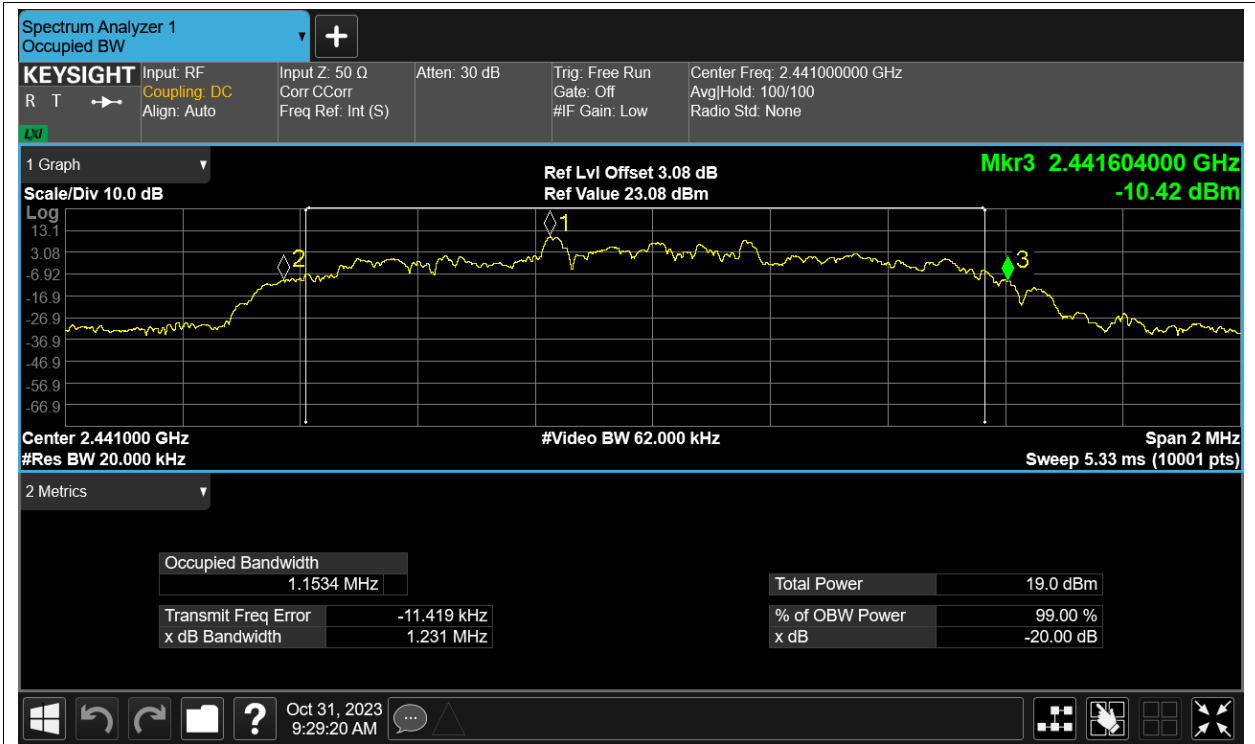 Spectrum Analyzer 1
Occupied BW
+
KEYSIGHT
R T
LXI
Input: RF
Coupling: DC
Align: Auto
Input Z: 50 Ω
Corr CCorr
Freq Ref: Int (S)
Atten: 30 dB
Trig: Free Run
Gate: Off
#IF Gain: Low
Center Freq: 2.441000000 GHz
Avg|Hold: 100/100
Radio Std: None
1 Graph
Scale/Div 10.0 dB
Ref Lvl Offset 3.08 dB
Ref Value 23.08 dBm
Mkr3 2.441604000 GHz
-10.42 dBm
Log
13.1
3.08
-6.92
-16.9
-26.9
-36.9
-46.9
-56.9
-66.9
1
2
3
Center 2.441000 GHz
#Res BW 20.000 kHz
#Video BW 62.000 kHz
Span 2 MHz
Sweep 5.33 ms (10001 pts)
2 Metrics
Occupied Bandwidth
1.1534 MHz
Transmit Freq Error -11.419 kHz
x dB Bandwidth 1.231 MHz
Total Power 19.0 dBm
% of OBW Power 99.00 %
x dB -20.00 dB
?
Oct 31, 2023
9:29:20 AM